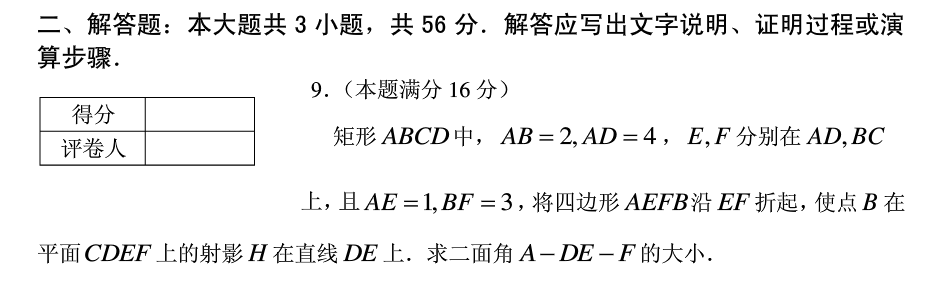 二、解答题：本大题共 3 小题，共 56 分．解答应写出文字说明、证明过程或演
算步骤．
9．（本题满分 16 分）
得分
评卷人
矩形 ABCD 中， AB = 2, AD = 4 ， E, F 分别在 AD, BC
上，且 AE = 1, BF = 3，将四边形 AEFB 沿 EF 折起，使点 B 在
平面 CDEF 上的射影 H 在直线 DE 上．求二面角 A − DE − F 的大小．